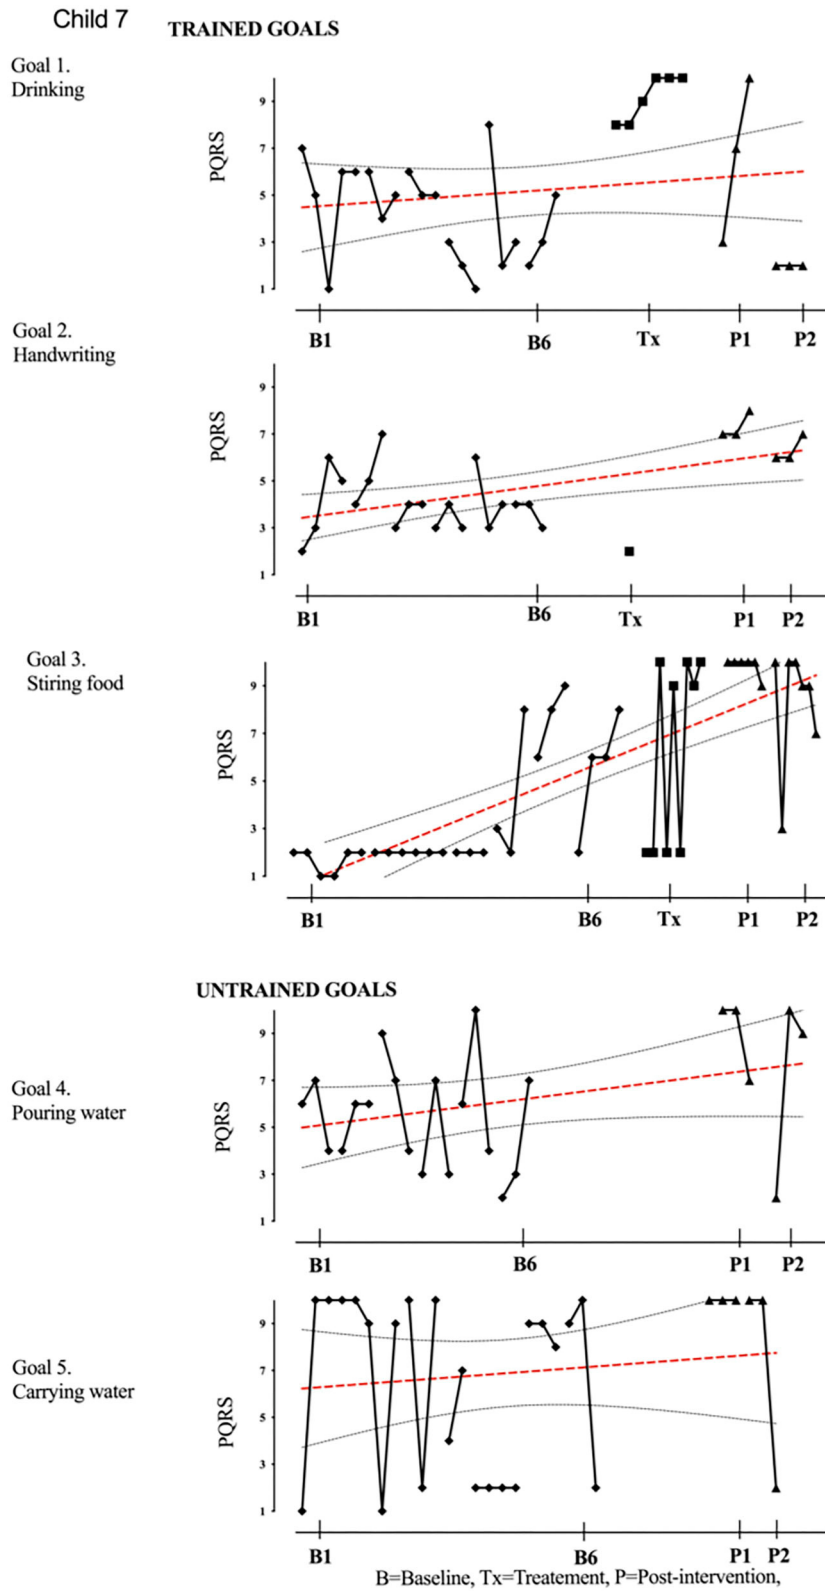 Child 7
TRAINED GOALS
Goal 1.
Drinking
PQRS
9
7
5
3
1
B1 B6 Tx P1 P2
Goal 2.
Handwriting
PQRS
9
7
5
3
1
B1 B6 Tx P1 P2
Goal 3.
Stiring food
PQRS
9
7
5
3
1
B1 B6 Tx P1 P2
UNTRAINED GOALS
Goal 4.
Pouring water
PQRS
9
7
5
3
1
B1 B6 P1 P2
Goal 5.
Carrying water
PQRS
9
7
5
3
1
B1 B6 P1 P2
B=Baseline, Tx=Treatement, P=Post-intervention,